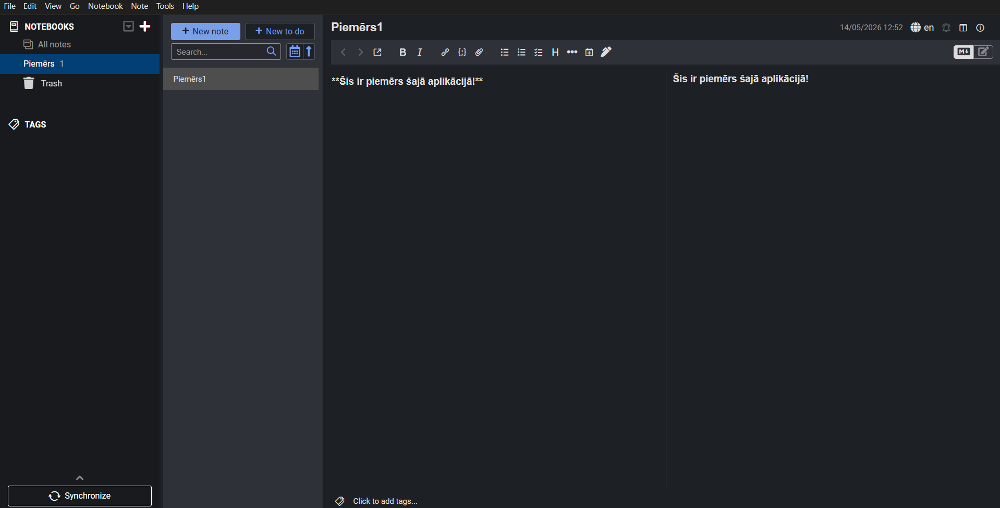 File Edit View Go Notebook Note Tools Help
NOTEBOOKS
All notes
Piemērs 1
Trash
TAGS
Synchronize
+ New note + New to-do
Search...
Piemērs1
Piemērs1
14/05/2026 12:52 en
B I {;} H M↓
**Šis ir piemērs šajā aplikācijā!**
Šis ir piemērs šajā aplikācijā!
Click to add tags...